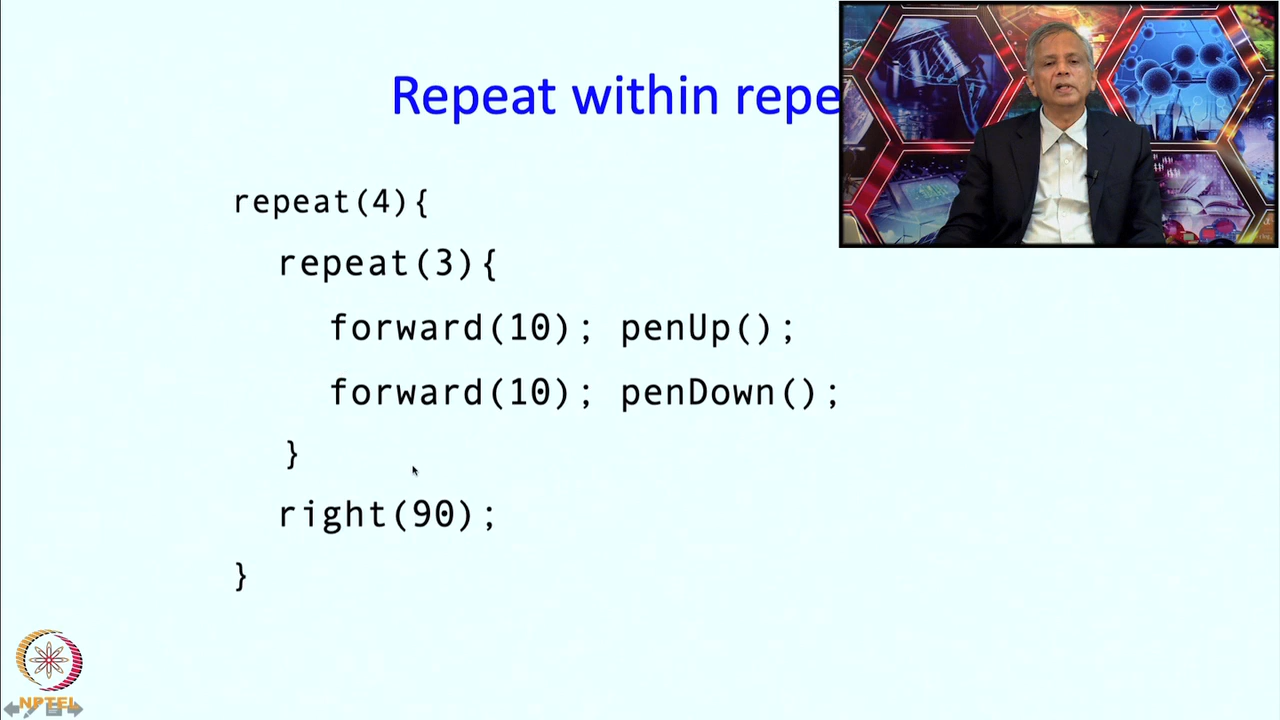 Repeat within repe
repeat(4){
repeat(3){
forward(10); penUp();
forward(10); penDown();
}
right(90);
}
NPTEL